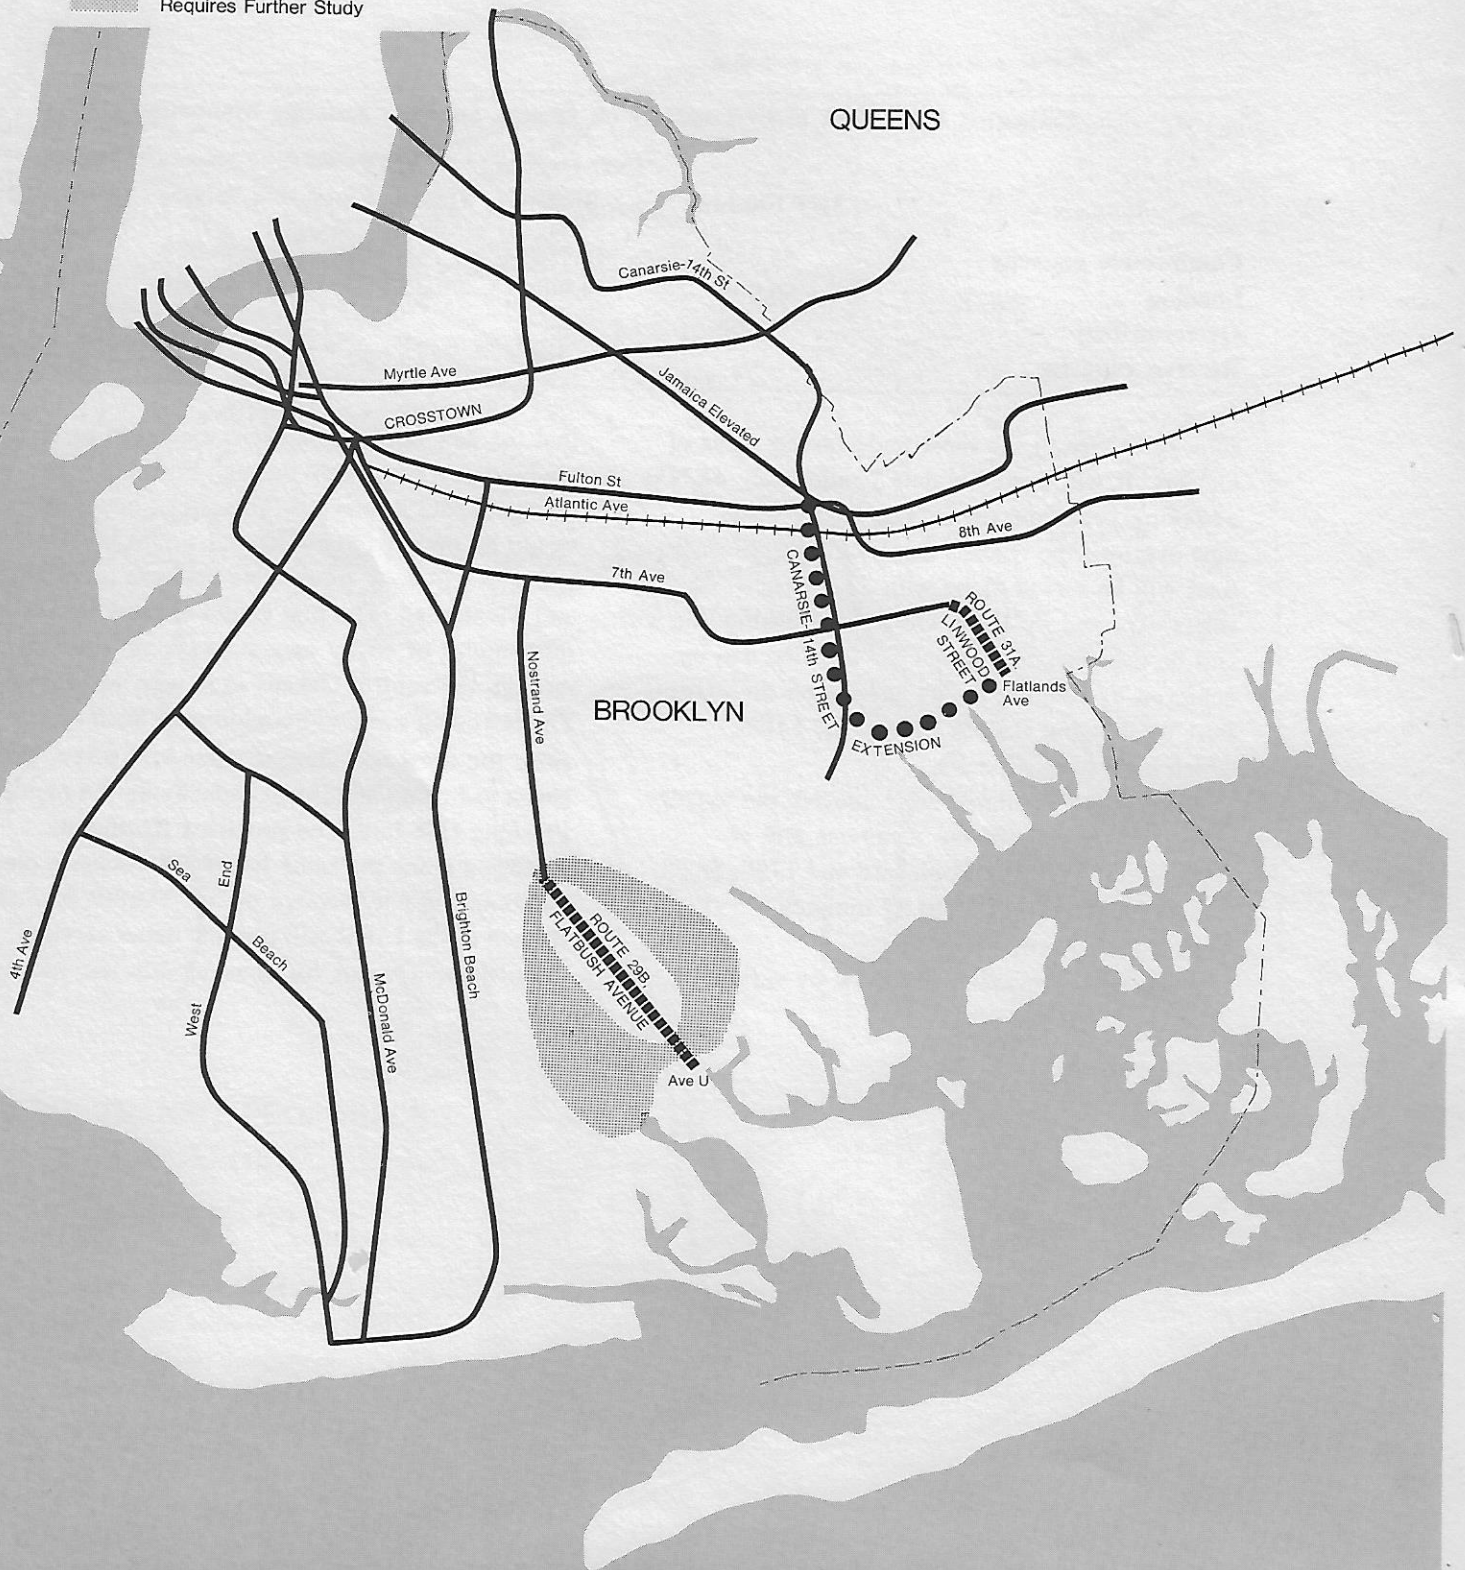 Requires Further Study
QUEENS
Canarsie-14th St
Myrtle Ave
CROSSTOWN
Jamaica Elevated
Fulton St
Atlantic Ave
8th Ave
7th Ave
CANARSIE-14th STREET
EXTENSION
ROUTE 31A,
LINWOOD
STREET
Flatlands
Ave
Nostrand Ave
BROOKLYN
Sea
Beach
West
End
4th Ave
McDonald Ave
Brighton Beach
ROUTE 29B,
FLATBUSH AVENUE
Ave U